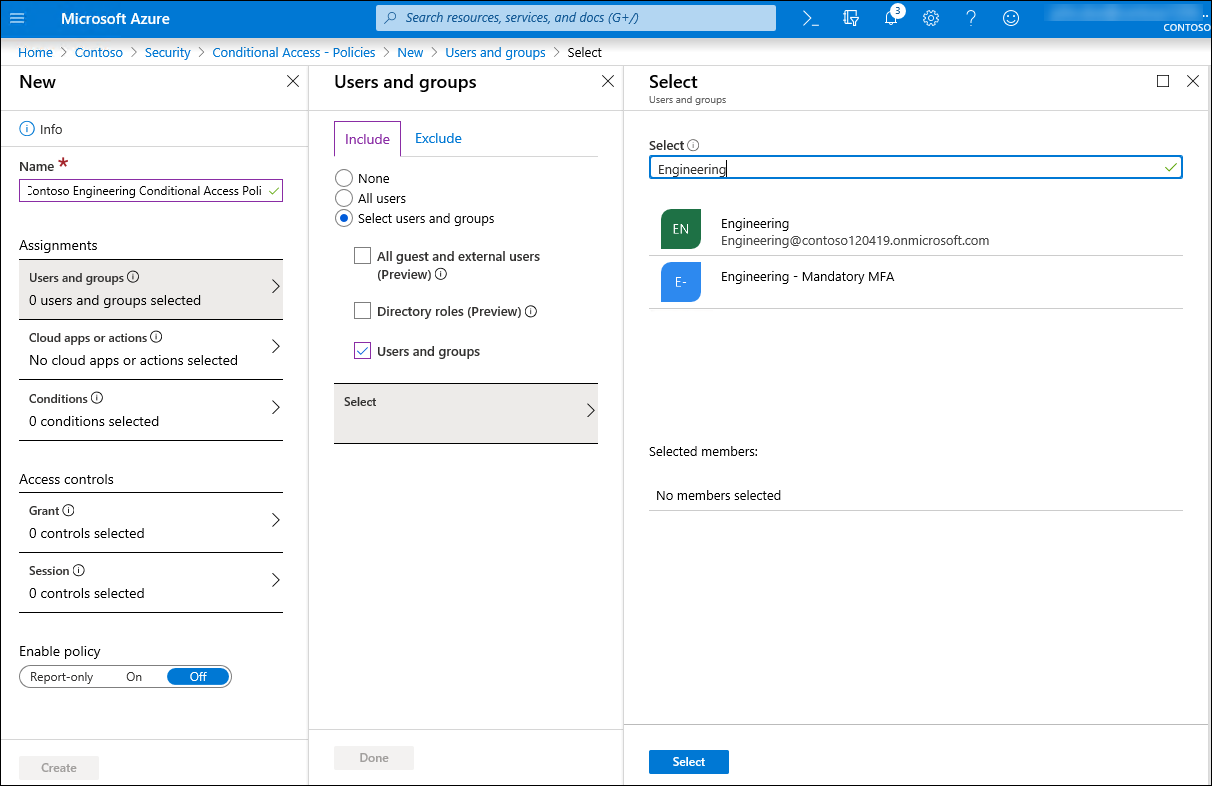 Microsoft Azure
Search resources, services, and docs (G+/)
3
CONTOSO
Home > Contoso > Security > Conditional Access - Policies > New > Users and groups > Select
New
Info
Name *
Contoso Engineering Conditional Access Poli
Assignments
Users and groups
0 users and groups selected
Cloud apps or actions
No cloud apps or actions selected
Conditions
0 conditions selected
Access controls
Grant
0 controls selected
Session
0 controls selected
Enable policy
Report-only On Off
Create
Users and groups
Include Exclude
None
All users
Select users and groups
All guest and external users
(Preview)
Directory roles (Preview)
Users and groups
Select
Done
Select
Users and groups
Select
Engineering
EN
Engineering
Engineering@contoso120419.onmicrosoft.com
E-
Engineering - Mandatory MFA
Selected members:
No members selected
Select